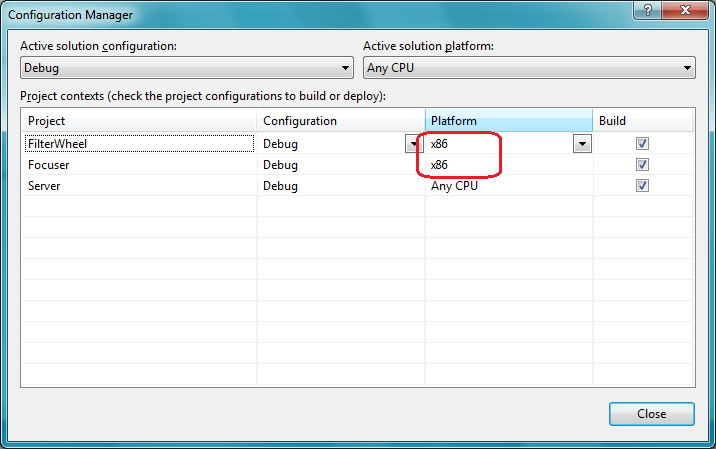 Configuration Manager
Active solution configuration: Active solution platform:
Debug Any CPU
Project contexts (check the project configurations to build or deploy):
Project Configuration Platform Build
FilterWheel Debug x86
Focuser Debug x86
Server Debug Any CPU
Close